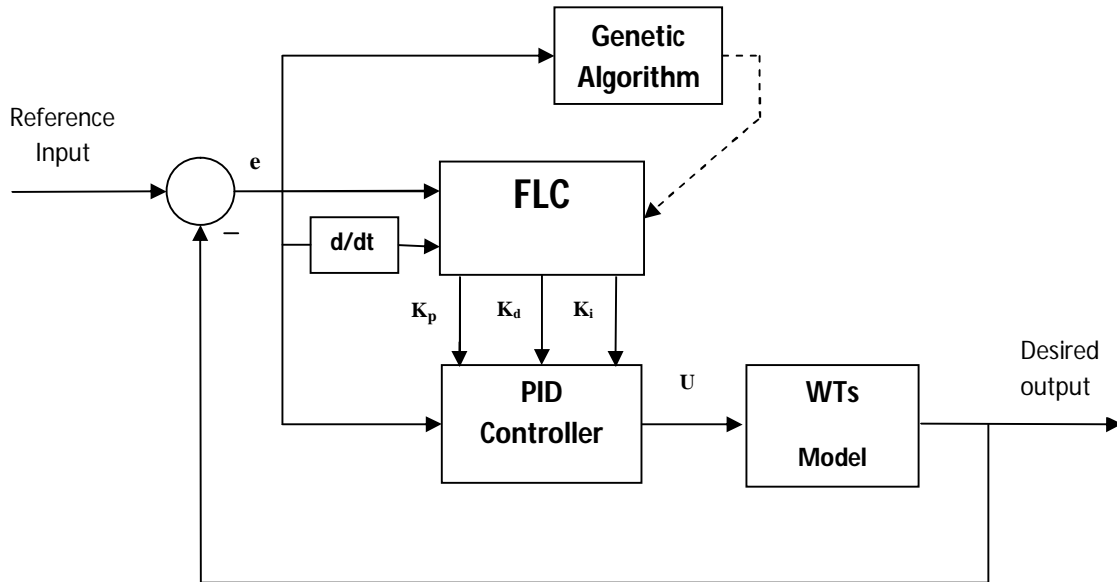 Genetic
Algorithm
Reference
Input
e
FLC
–
d/dt
Kp
Kd
Ki
Desired
output
U
PID
Controller
WTs
Model